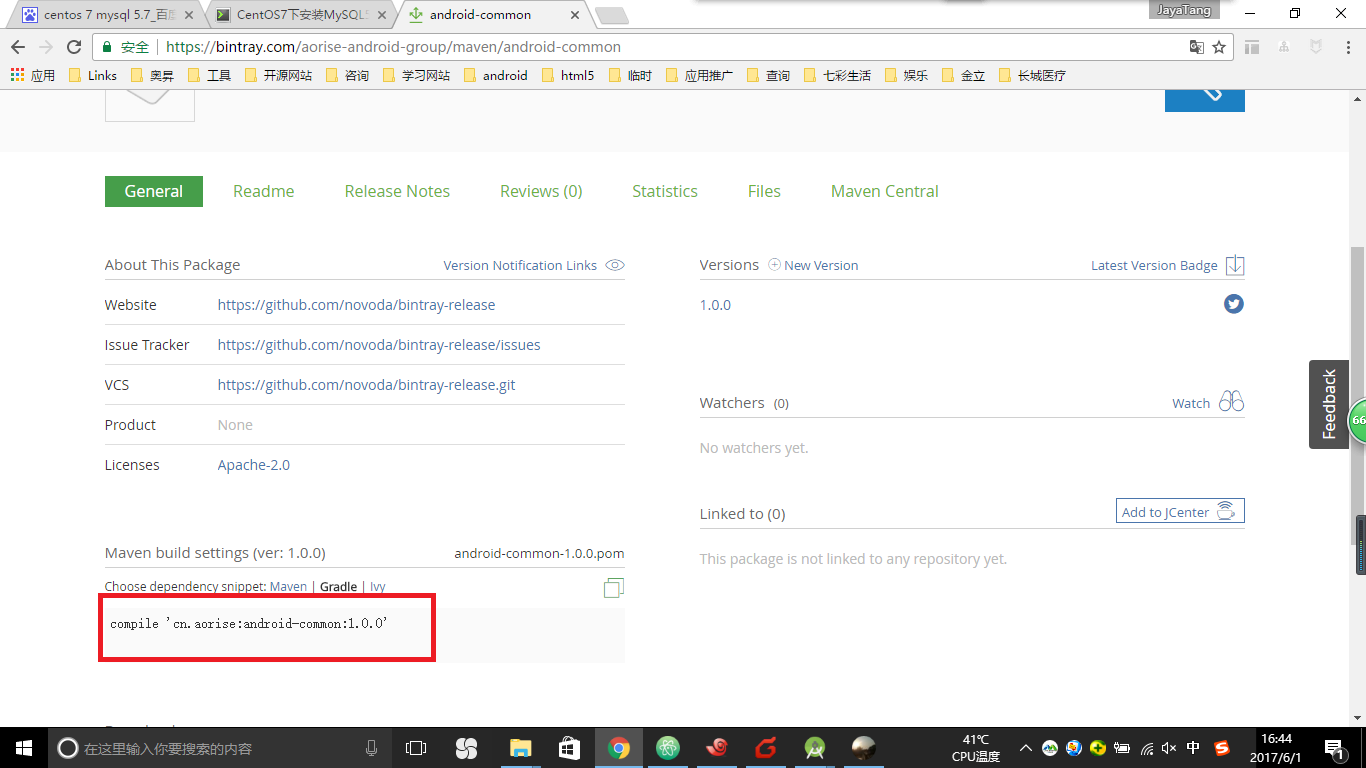 centos 7 mysql 5.7_百度
CentOS7下安装MySQL5
android-common
JayaTang
安全 https://bintray.com/aorise-android-group/maven/android-common
应用 Links 奥昇 工具 开源网站 咨询 学习网站 android html5 临时 应用推广 查询 七彩生活 娱乐 金立 长城医疗
General Readme Release Notes Reviews (0) Statistics Files Maven Central
About This Package Version Notification Links
Website https://github.com/novoda/bintray-release
Issue Tracker https://github.com/novoda/bintray-release/issues
VCS https://github.com/novoda/bintray-release.git
Product None
Licenses Apache-2.0
Maven build settings (ver: 1.0.0) android-common-1.0.0.pom
Choose dependency snippet: Maven | Gradle | Ivy
compile 'cn.aorise:android-common:1.0.0'
Versions New Version Latest Version Badge
1.0.0
Watchers (0) Watch
No watchers yet.
Linked to (0) Add to JCenter
This package is not linked to any repository yet.
Feedback
66
在这里输入你要搜索的内容
41℃
CPU温度
中
16:44
2017/6/1
1